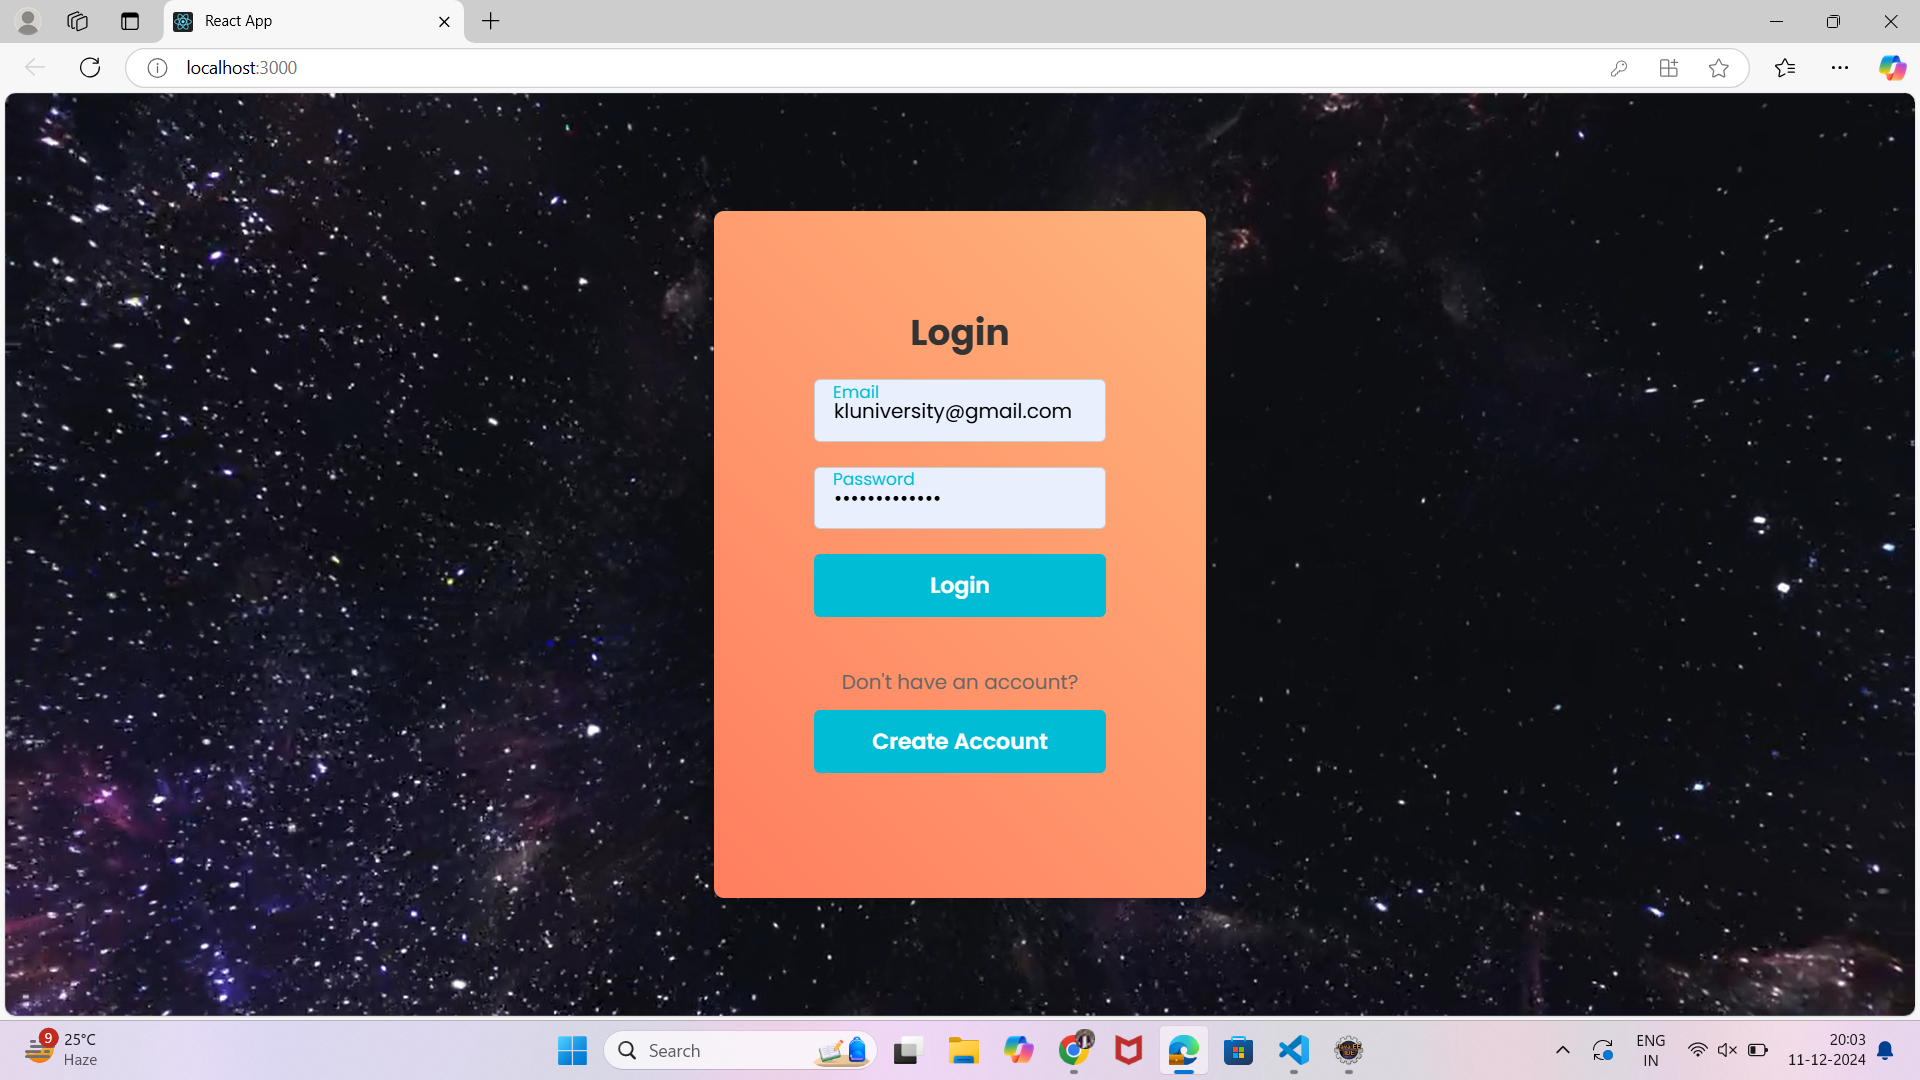 React App
localhost:3000
Login
Email
kluniversity@gmail.com
Password
•••••••••••••
Login
Don't have an account?
Create Account
9
25°C
Haze
Search
ENG
IN
20:03
11-12-2024